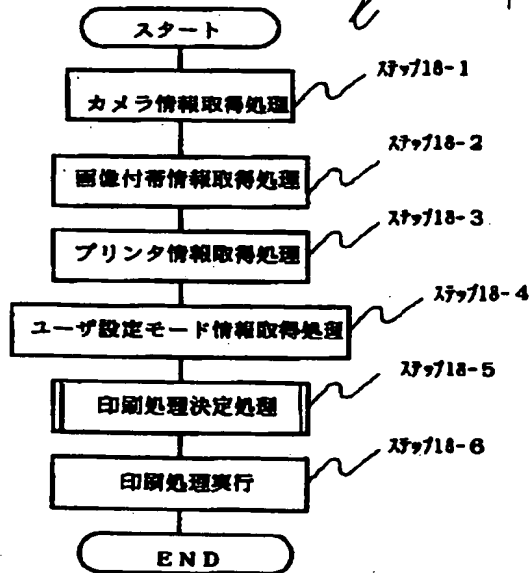 スタート
ステップ18-1
カメラ情報取得処理
ステップ18-2
画像付帯情報取得処理
ステップ18-3
プリンタ情報取得処理
ステップ18-4
ユーザ設定モード情報取得処理
ステップ18-5
印刷処理決定処理
ステップ18-6
印刷処理実行
END